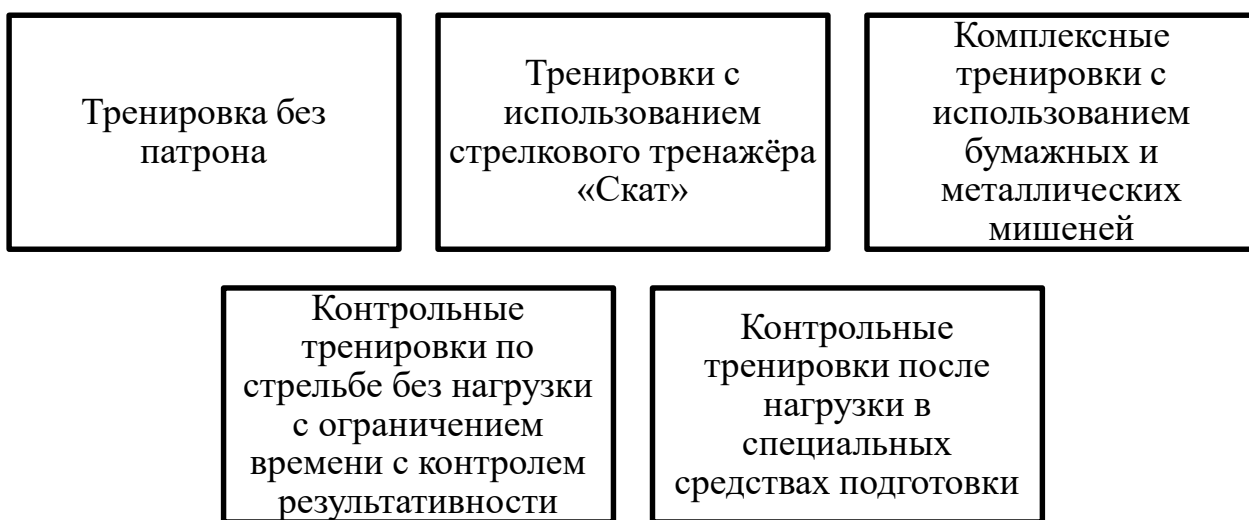 Тренировка без
патрона
Тренировки с
использованием
стрелкового тренажёра
«Скат»
Комплексные
тренировки с
использованием
бумажных и
металлических
мишеней
Контрольные
тренировки по
стрельбе без нагрузки
с ограничением
времени с контролем
результативности
Контрольные
тренировки после
нагрузки в
специальных
средствах подготовки